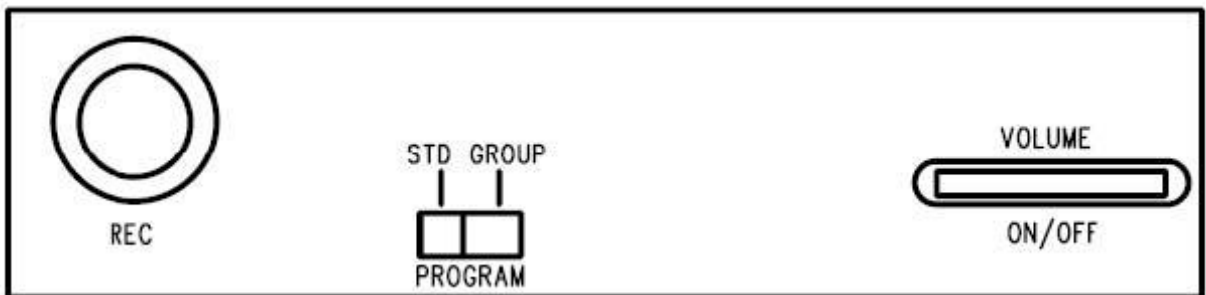 REC
STD GROUP
PROGRAM
VOLUME
ON/OFF